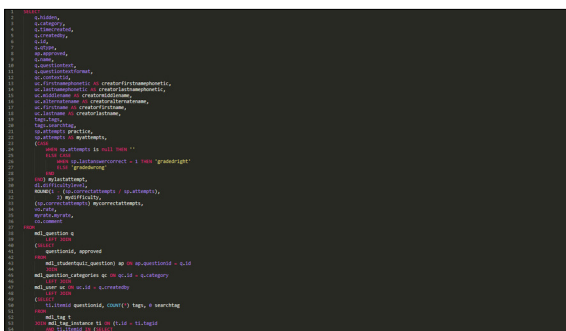 SELECT
q.hidden,
q.category,
q.timecreated,
q.createdby,
q.id,
q.qtype,
ap.approved,
q.name,
q.questiontext,
q.questiontextformat,
qc.contextid,
uc.firstnamephonetic AS creatorfirstnamephonetic,
uc.lastnamephonetic AS creatorlastnamephonetic,
uc.middlename AS creatormiddlename,
uc.alternatename AS creatoralternatename,
uc.firstname AS creatorfirstname,
uc.lastname AS creatorlastname,
tags.tags,
tags.searchtag,
sp.attempts practice,
sp.attempts AS myattempts,
(CASE
WHEN sp.attempts is null THEN ''
ELSE CASE
WHEN sp.lastanswercorrect = 1 THEN 'gradedright'
ELSE 'gradedwrong'
END
END) mylastattempt,
dl.difficultylevel,
ROUND(1 - (sp.correctattempts / sp.attempts),
2) mydifficulty,
(sp.correctattempts) mycorrectattempts,
vo.rate,
myrate.myrate,
co.comment
FROM
mdl_question q
LEFT JOIN
(SELECT
questionid, approved
FROM
mdl_studentquiz_question) ap ON ap.questionid = q.id
JOIN
mdl_question_categories qc ON qc.id = q.category
LEFT JOIN
mdl_user uc ON uc.id = q.createdby
LEFT JOIN
(SELECT
ti.itemid questionid, COUNT(*) tags, 0 searchtag
FROM
mdl_tag t
JOIN mdl_tag_instance ti ON (t.id = ti.tagid
AND ti.itemid IN (SELECT